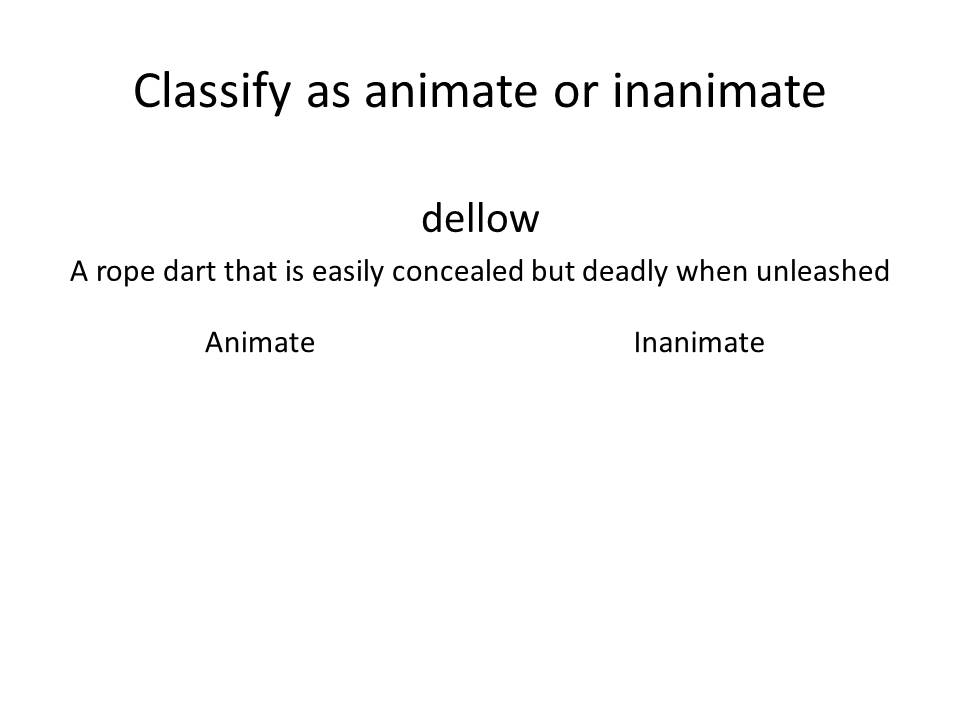 Classify as animate or inanimate
dellow
A rope dart that is easily concealed but deadly when unleashed
Animate Inanimate